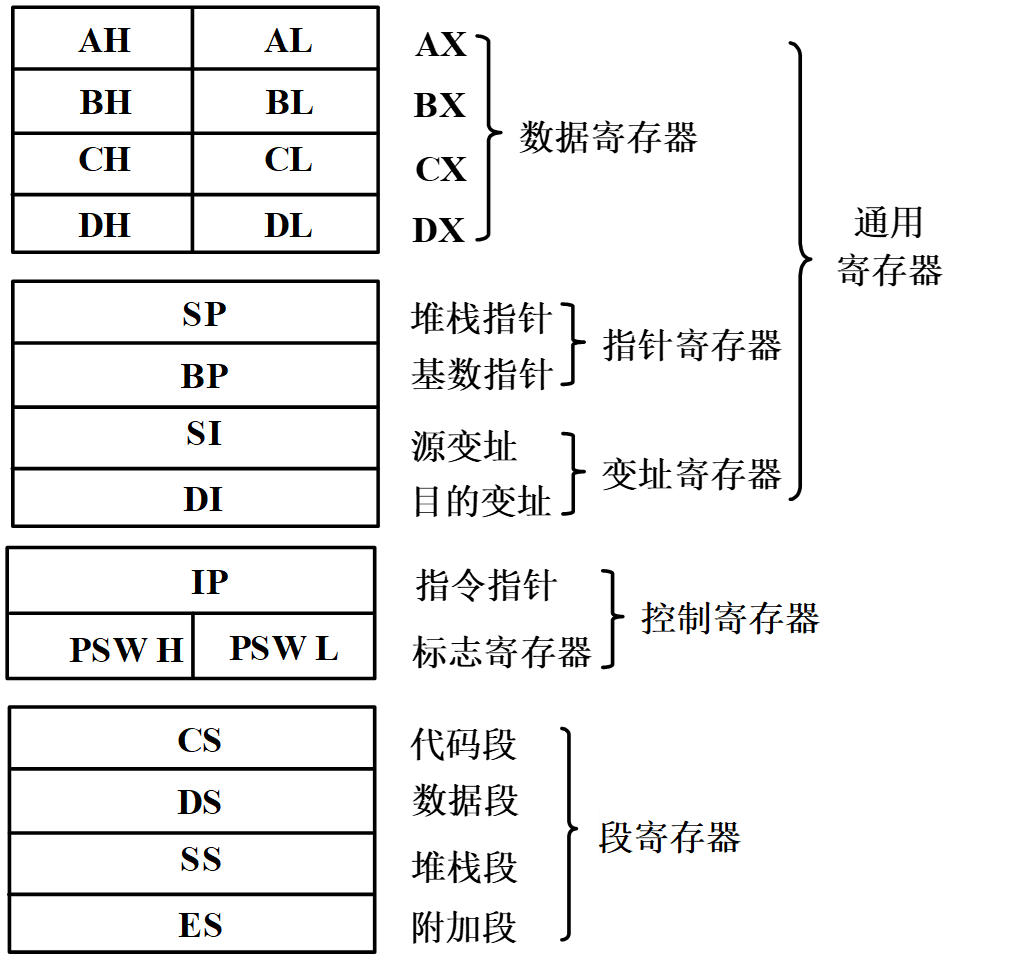 AH AL AX
BH BL BX
数据寄存器
CH CL CX
DH DL DX
通用
寄存器
SP 堆栈指针
指针寄存器
BP 基数指针
SI 源变址
变址寄存器
DI 目的变址
IP 指令指针
控制寄存器
PSW H PSW L 标志寄存器
CS 代码段
DS 数据段
段寄存器
SS 堆栈段
ES 附加段